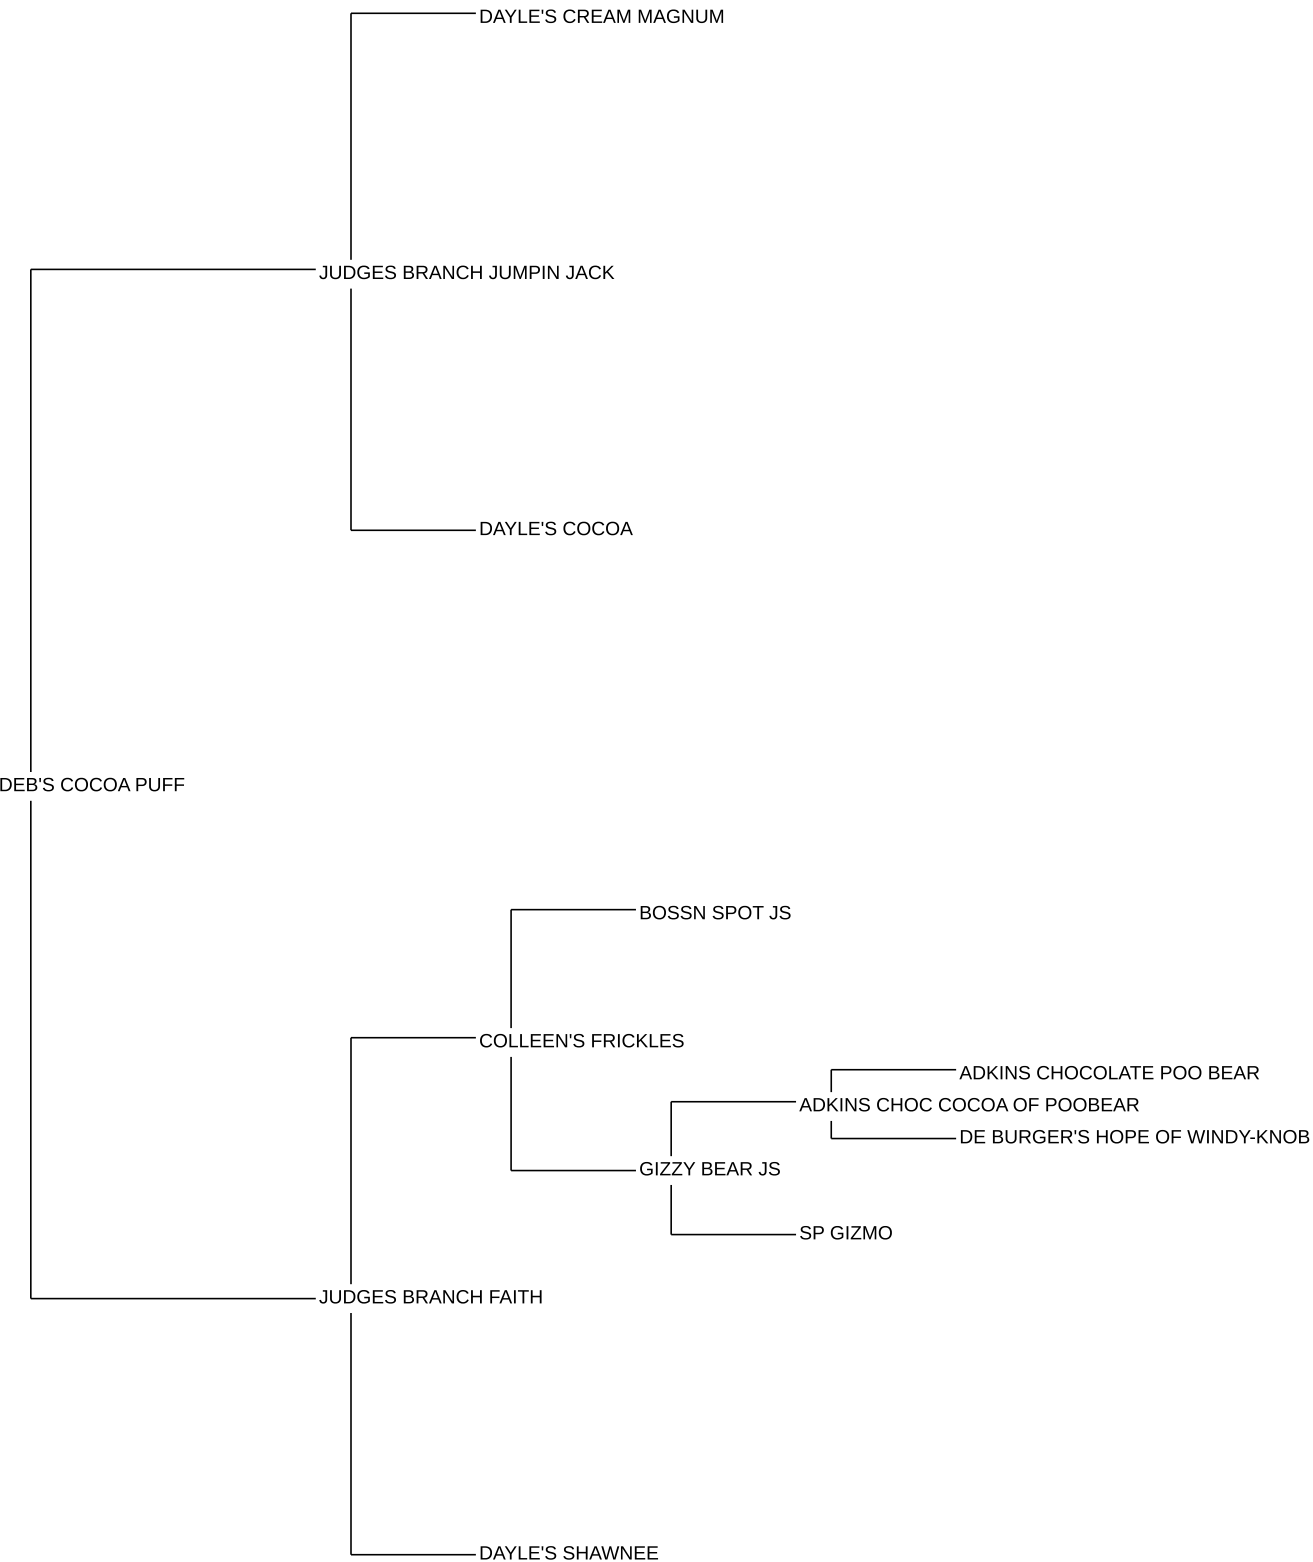 DAYLE'S CREAM MAGNUM
JUDGES BRANCH JUMPIN JACK
DAYLE'S COCOA
DEB'S COCOA PUFF
BOSSN SPOT JS
COLLEEN'S FRICKLES
ADKINS CHOCOLATE POO BEAR
ADKINS CHOC COCOA OF POOBEAR
DE BURGER'S HOPE OF WINDY-KNOB
GIZZY BEAR JS
SP GIZMO
JUDGES BRANCH FAITH
DAYLE'S SHAWNEE